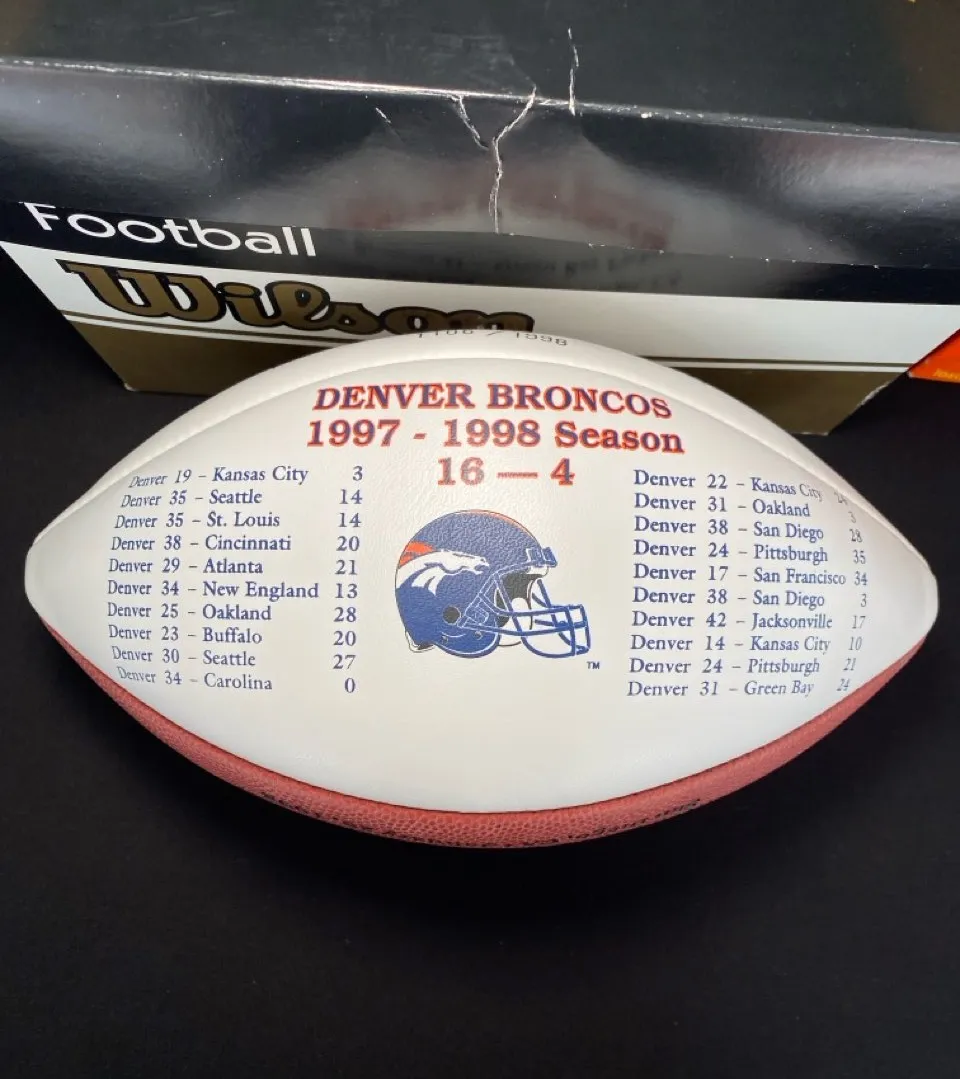 Football
Wilson
/ 1998
DENVER BRONCOS
1997 - 1998 Season
16 — 4
Denver 19 - Kansas City 3
Denver 35 - Seattle 14
Denver 35 - St. Louis 14
Denver 38 - Cincinnati 20
Denver 29 - Atlanta 21
Denver 34 - New England 13
Denver 25 - Oakland 28
Denver 23 - Buffalo 20
Denver 30 - Seattle 27
Denver 34 - Carolina 0
Denver 22 - Kansas City 24
Denver 31 - Oakland 3
Denver 38 - San Diego 28
Denver 24 - Pittsburgh 35
Denver 17 - San Francisco 34
Denver 38 - San Diego 3
Denver 42 - Jacksonville 17
Denver 14 - Kansas City 10
Denver 24 - Pittsburgh 21
Denver 31 - Green Bay 24
TM